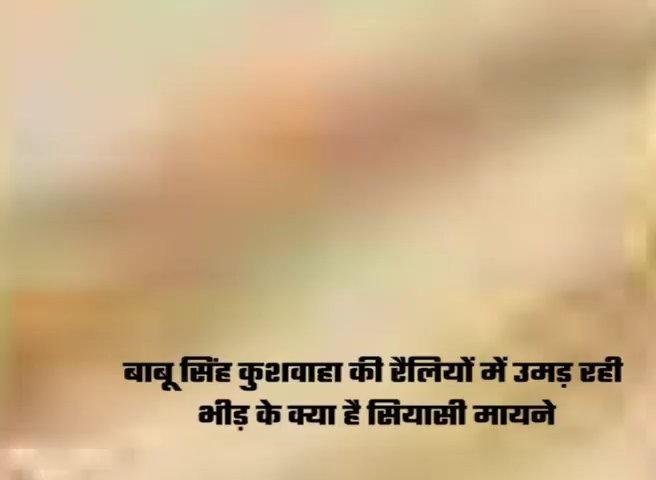 बाबू सिंह कुशवाहा की रैलियों में उमड़ रही
भीड़ के क्या है सियासी मायने